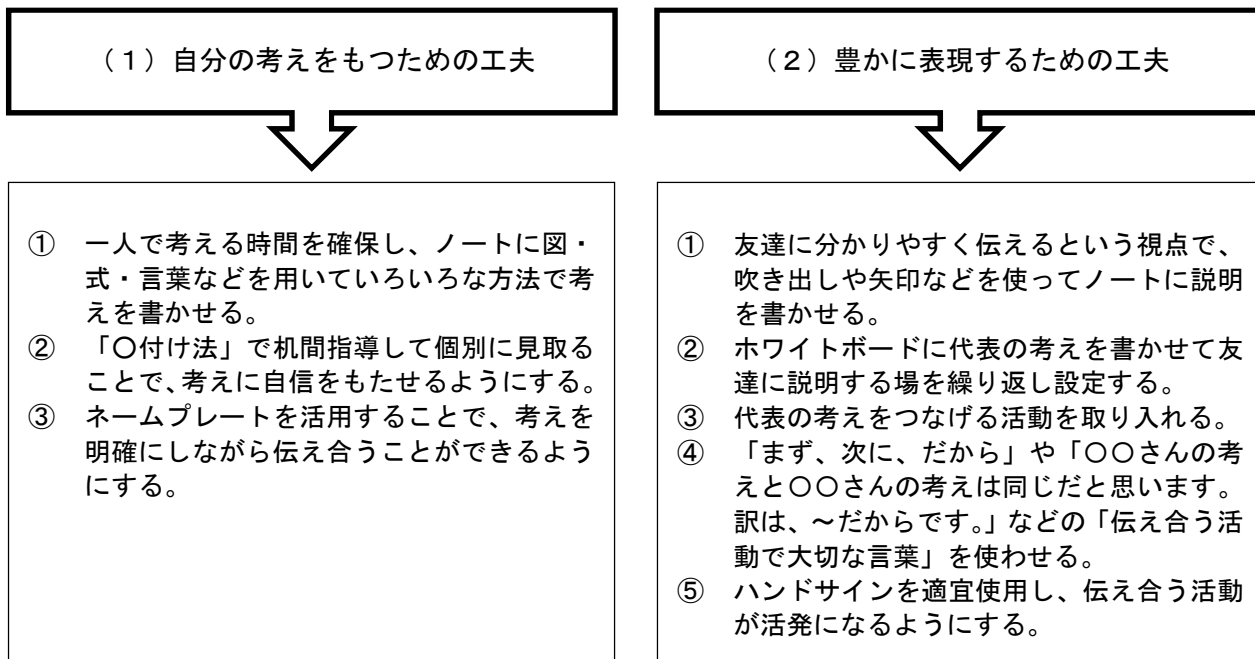 （１）自分の考えをもつための工夫
① 一人で考える時間を確保し、ノートに図・
式・言葉などを用いていろいろな方法で考
えを書かせる。
② 「〇付け法」で机間指導して個別に見取る
ことで、考えに自信をもたせるようにする。
③ ネームプレートを活用することで、考えを
明確にしながら伝え合うことができるよう
にする。
（２）豊かに表現するための工夫
① 友達に分かりやすく伝えるという視点で、
吹き出しや矢印などを使ってノートに説明
を書かせる。
② ホワイトボードに代表の考えを書かせて友
達に説明する場を繰り返し設定する。
③ 代表の考えをつなげる活動を取り入れる。
④ 「まず、次に、だから」や「〇〇さんの考
えと〇〇さんの考えは同じだと思います。
訳は、～だからです。」などの「伝え合う活
動で大切な言葉」を使わせる。
⑤ ハンドサインを適宜使用し、伝え合う活動
が活発になるようにする。